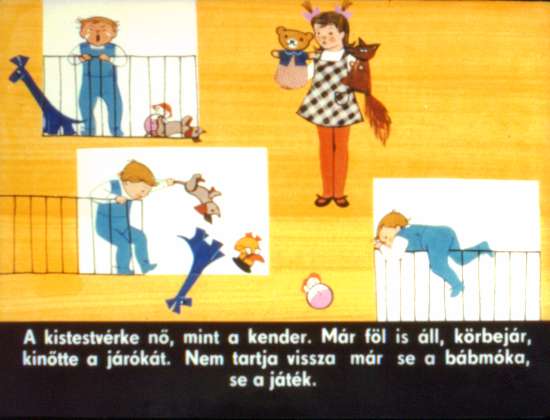 A kistestvérke nő, mint a kender. Már föl is áll, körbejár,
kinőtte a járókát. Nem tartja vissza már se a bábmóka,
se a játék.